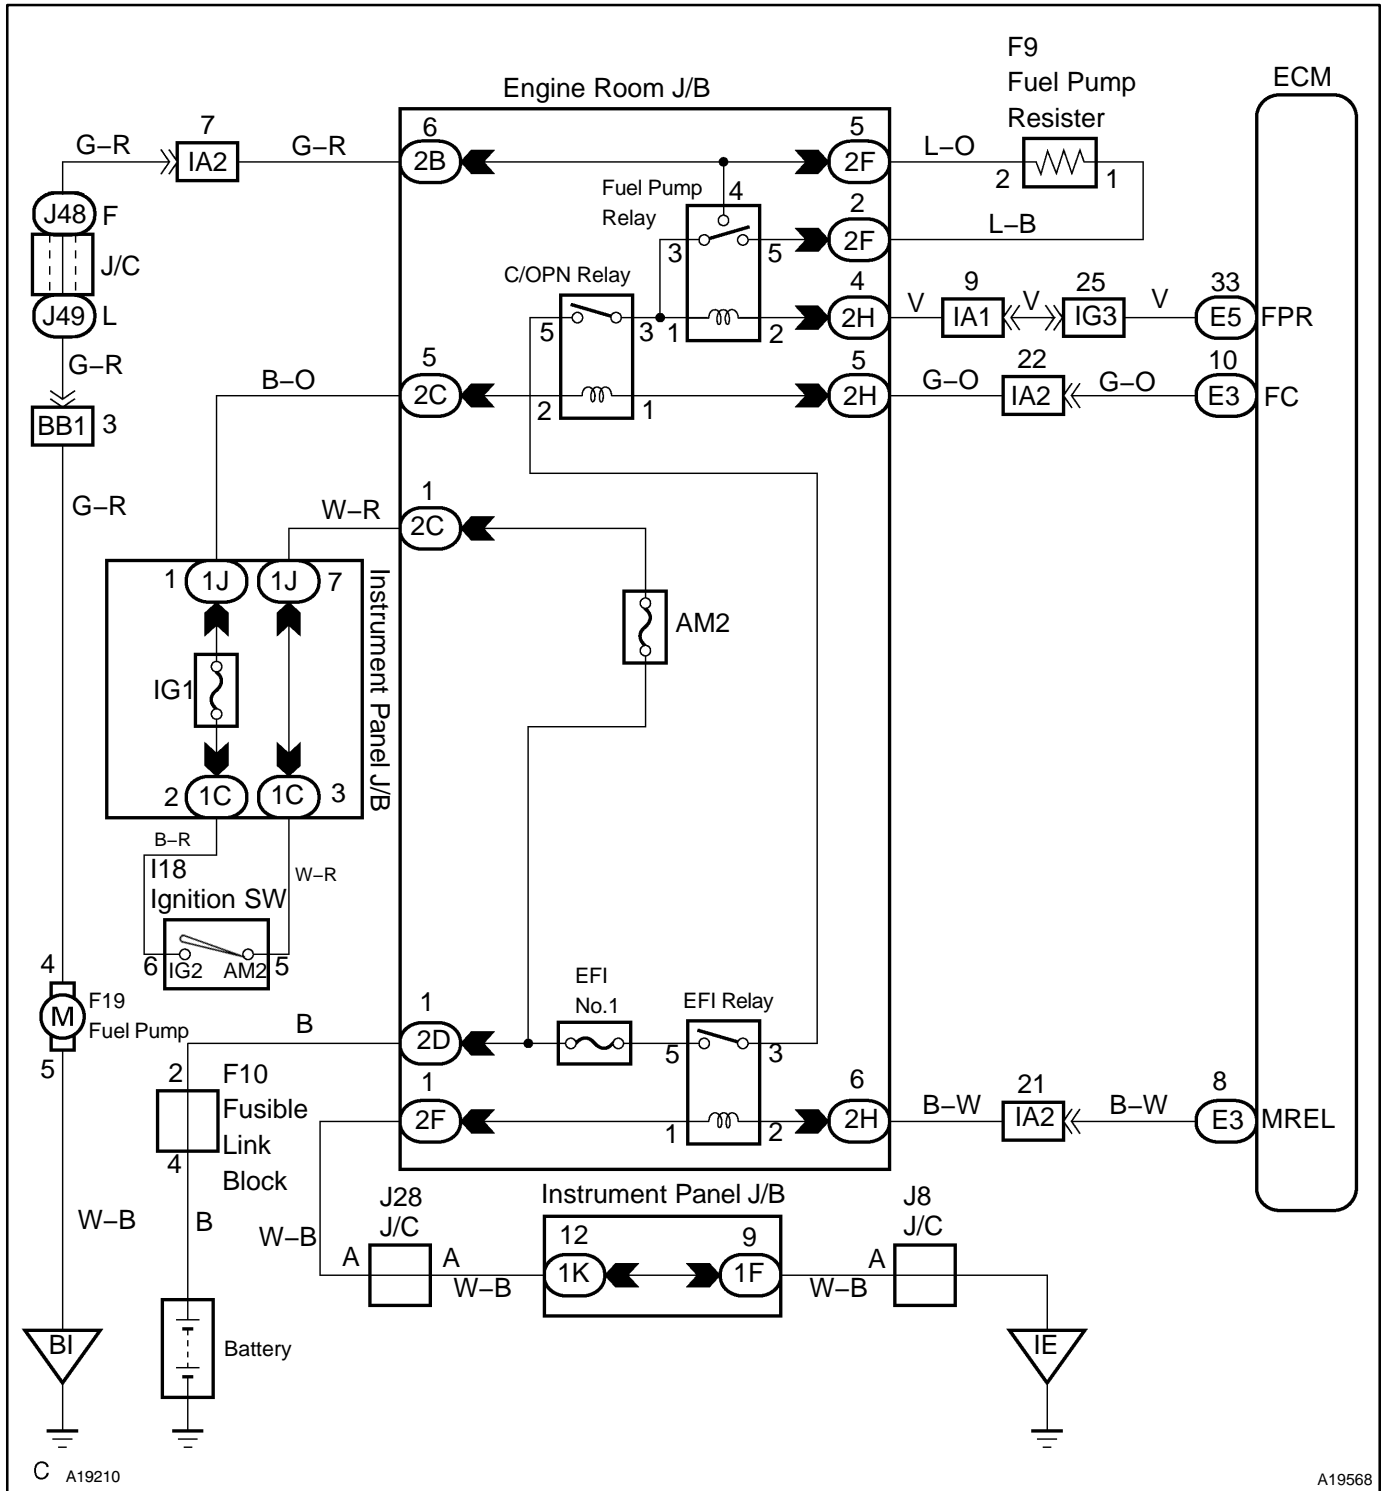 F9
Fuel Pump
Resister
ECM
Engine Room J/B
7
G–R
IA2
G–R
6
2B
5
2F
L–O
2
1
Fuel Pump
Relay
4
3
5
2
2F
L–B
J48
F
J/C
J49
L
C/OPN Relay
5
3
1
2
4
2H
V
9
IA1
V
25
IG3
V
33
E5
FPR
G–R
BB1
3
B–O
5
2C
2
1
5
2H
G–O
22
IA2
G–O
10
E3
FC
G–R
W–R
1
2C
AM2
1
1J
1J
7
Instrument Panel J/B
IG1
2
1C
1C
3
B–R
I18
Ignition SW
W–R
6
IG2
AM2
5
4
M
F19
Fuel Pump
5
B
1
2D
EFI
No.1
EFI Relay
5
3
2
F10
Fusible
Link
Block
4
1
2F
1
2
6
2H
B–W
21
IA2
B–W
8
E3
MREL
W–B
B
W–B
J28
J/C
A
A
W–B
Instrument Panel J/B
12
1K
9
1F
W–B
A
J8
J/C
BI
Battery
IE
C
A19210
A19568